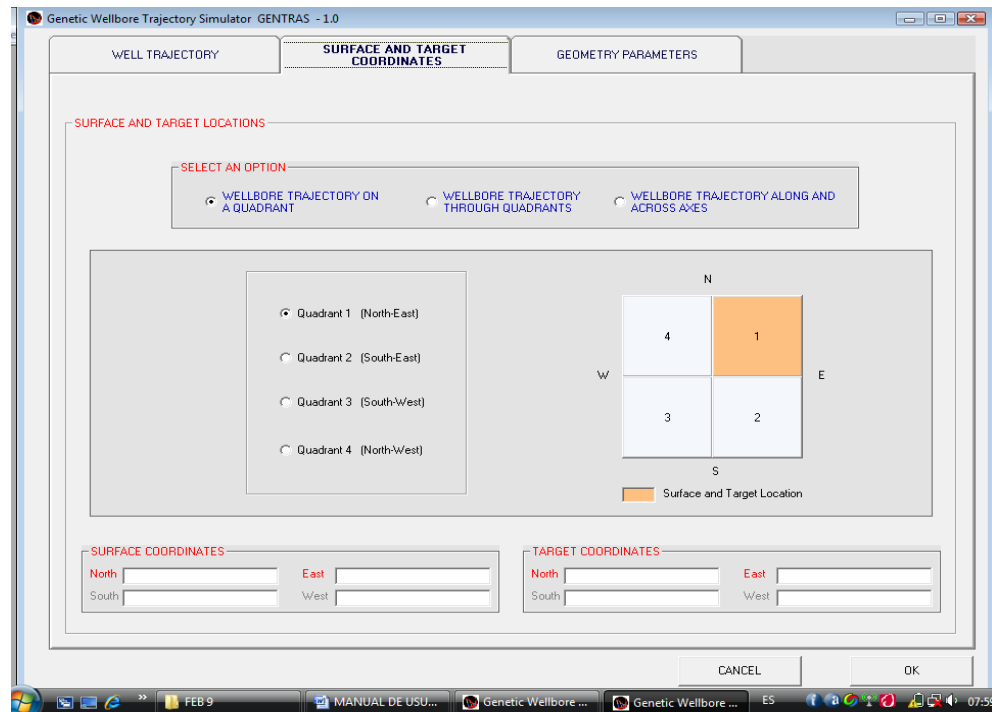 Genetic Wellbore Trajectory Simulator GENTRAS - 1.0
WELL TRAJECTORY
SURFACE AND TARGET
COORDINATES
GEOMETRY PARAMETERS
SURFACE AND TARGET LOCATIONS
SELECT AN OPTION
WELLBORE TRAJECTORY ON
A QUADRANT
WELLBORE TRAJECTORY
THROUGH QUADRANTS
WELLBORE TRAJECTORY ALONG AND
ACROSS AXES
Quadrant 1 (North-East)
Quadrant 2 (South-East)
Quadrant 3 (South-West)
Quadrant 4 (North-West)
N
4 1
W E
3 2
S
Surface and Target Location
SURFACE COORDINATES
North East
South West
TARGET COORDINATES
North East
South West
CANCEL OK
FEB 9 MANUAL DE USU... Genetic Wellbore ... Genetic Wellbore ... ES 07:59